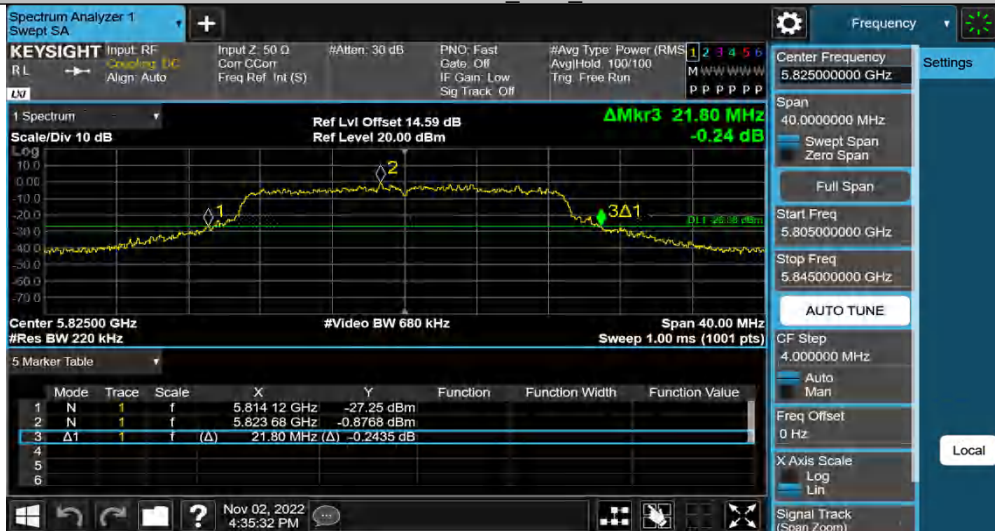 Spectrum Analyzer 1
Swept SA
+
Frequency
KEYSIGHT
RL
LXI
Input: RF
Coupling: DC
Align: Auto
Input Z: 50 Ω
Corr CCorr
Freq Ref: Int (S)
#Atten: 30 dB
PNO: Fast
Gate: Off
IF Gain: Low
Sig Track: Off
#Avg Type: Power (RMS
Avg|Hold: 100/100
Trig: Free Run
1 2 3 4 5 6
M W W W W W
P P P P P P
1 Spectrum
Scale/Div 10 dB
Ref Lvl Offset 14.59 dB
Ref Level 20.00 dBm
ΔMkr3 21.80 MHz
-0.24 dB
Log
10.0
0.00
-10.0
-20.0
-30.0
-40.0
-50.0
-60.0
-70.0
1
2
3Δ1
Center 5.82500 GHz
#Video BW 680 kHz
Span 40.00 MHz
#Res BW 220 kHz
Sweep 1.00 ms (1001 pts)
5 Marker Table
Mode Trace Scale X Y Function Function Width Function Value
1 N 1 f 5.814 12 GHz -27.25 dBm
2 N 1 f 5.823 68 GHz -0.8768 dBm
3 Δ1 1 f (Δ) 21.80 MHz (Δ) -0.2435 dB
4
5
6
?
Nov 02, 2022
4:35:32 PM
Center Frequency
5.825000000 GHz
Span
40.0000000 MHz
Swept Span
Zero Span
Full Span
Start Freq
5.805000000 GHz
Stop Freq
5.845000000 GHz
AUTO TUNE
CF Step
4.000000 MHz
Auto
Man
Freq Offset
0 Hz
X Axis Scale
Log
Lin
Signal Track
(Span Zoom)
Settings
Local